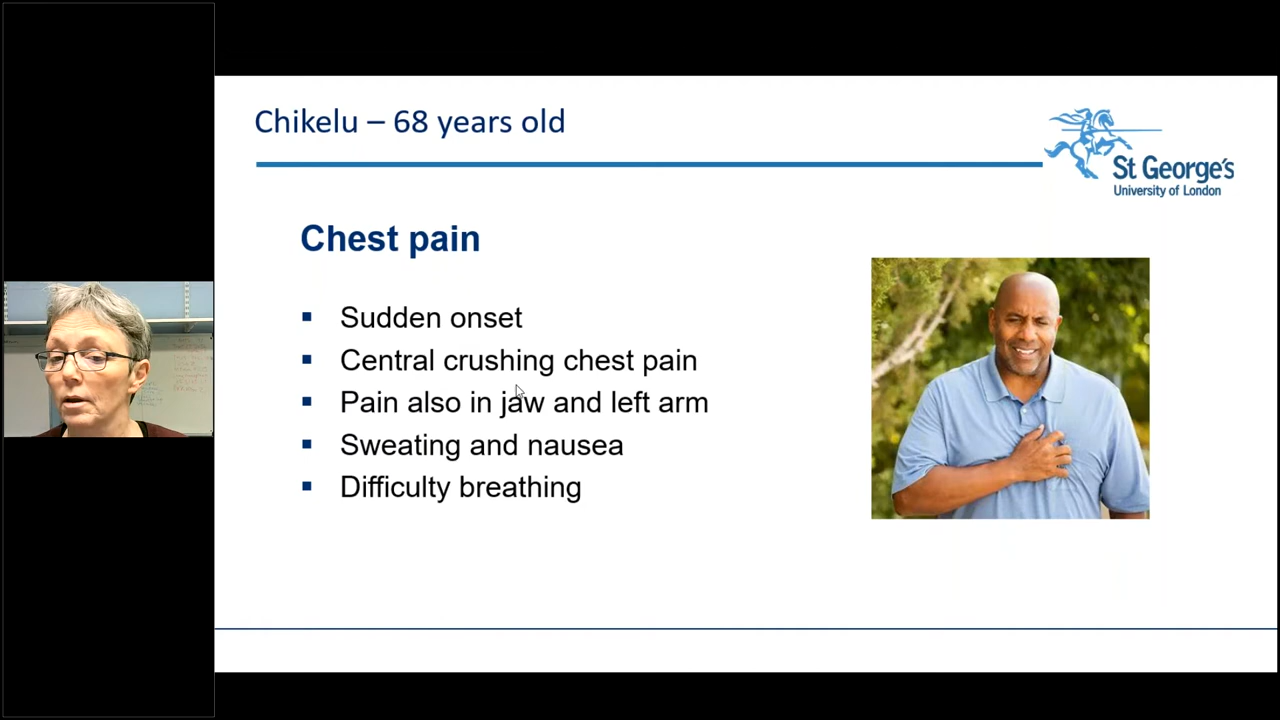 Chikelu – 68 years old
St George's
University of London
Chest pain
▪ Sudden onset
▪ Central crushing chest pain
▪ Pain also in jaw and left arm
▪ Sweating and nausea
▪ Difficulty breathing